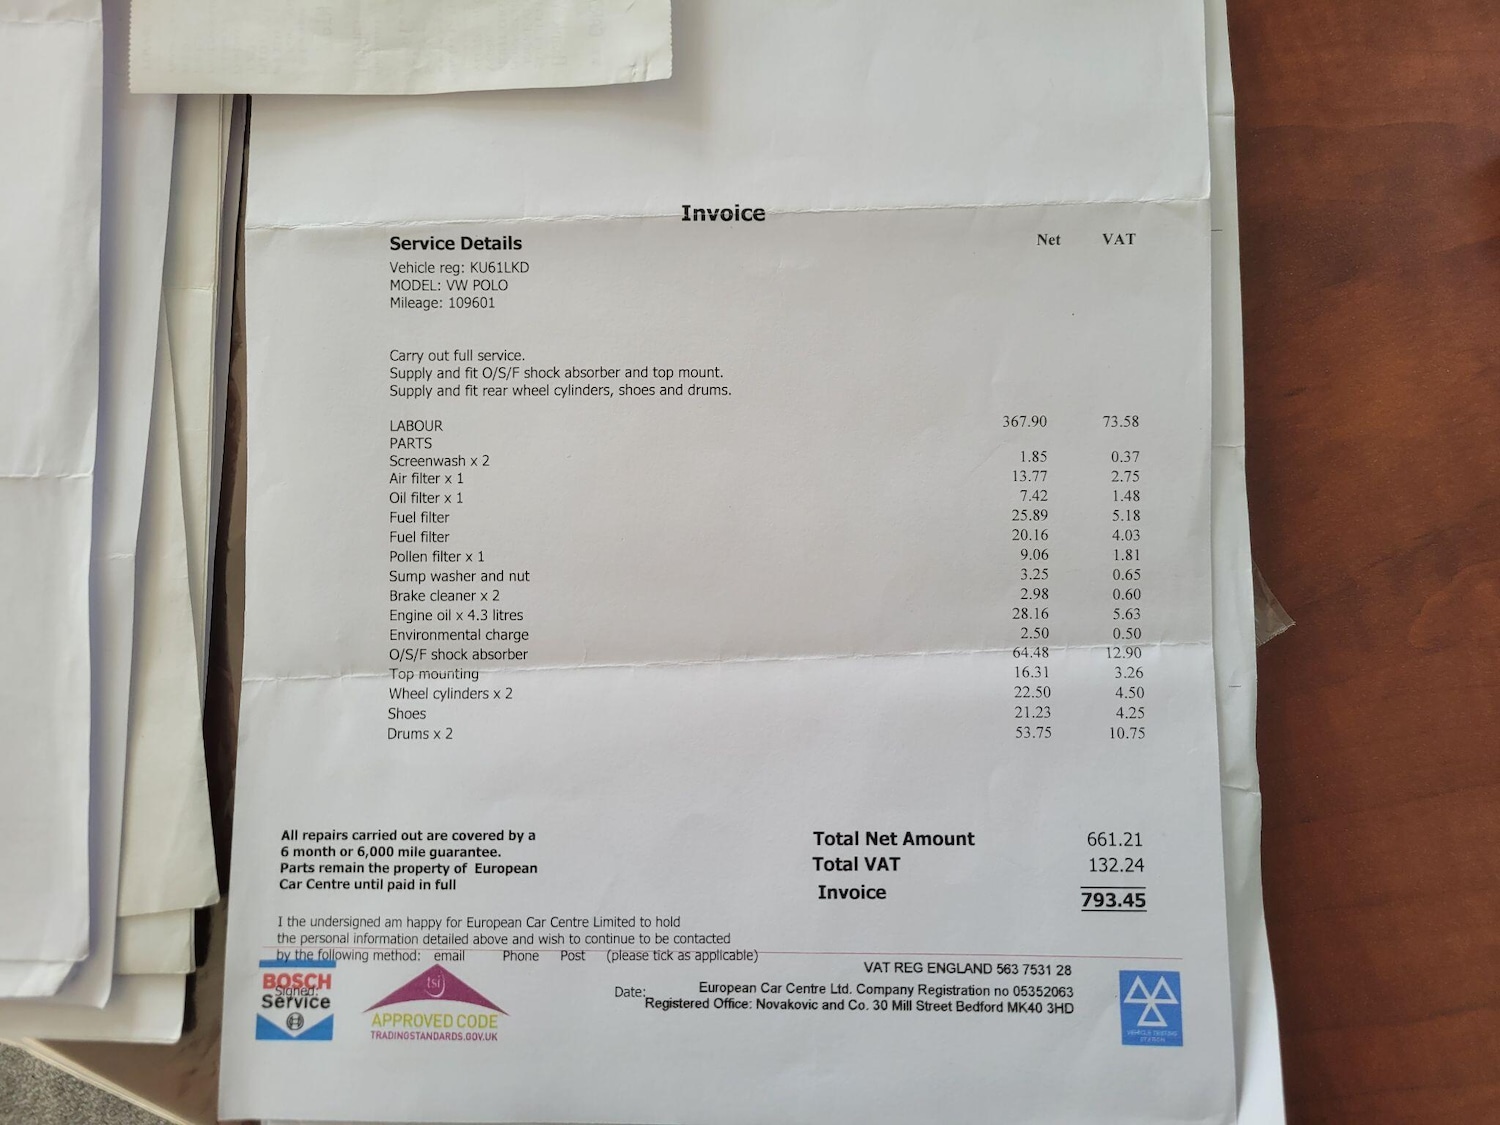 Invoice
Service Details Net VAT
Vehicle reg: KU61LKD
MODEL: VW POLO
Mileage: 109601
Carry out full service.
Supply and fit O/S/F shock absorber and top mount.
Supply and fit rear wheel cylinders, shoes and drums.
LABOUR 367.90 73.58
PARTS
Screenwash x 2 1.85 0.37
Air filter x 1 13.77 2.75
Oil filter x 1 7.42 1.48
Fuel filter 25.89 5.18
Fuel filter 20.16 4.03
Pollen filter x 1 9.06 1.81
Sump washer and nut 3.25 0.65
Brake cleaner x 2 2.98 0.60
Engine oil x 4.3 litres 28.16 5.63
Environmental charge 2.50 0.50
O/S/F shock absorber 64.48 12.90
Top mounting 16.31 3.26
Wheel cylinders x 2 22.50 4.50
Shoes 21.23 4.25
Drums x 2 53.75 10.75
All repairs carried out are covered by a
6 month or 6,000 mile guarantee.
Parts remain the property of European
Car Centre until paid in full
Total Net Amount 661.21
Total VAT 132.24
Invoice 793.45
I the undersigned am happy for European Car Centre Limited to hold
the personal information detailed above and wish to continue to be contacted
by the following method: email Phone Post (please tick as applicable)
BOSCH
Signed:
Service
tsi
APPROVED CODE
TRADINGSTANDARDS.GOV.UK
Date:
VAT REG ENGLAND 563 7531 28
European Car Centre Ltd. Company Registration no 05352063
Registered Office: Novakovic and Co. 30 Mill Street Bedford MK40 3HD
VEHICLE TESTING
STATION